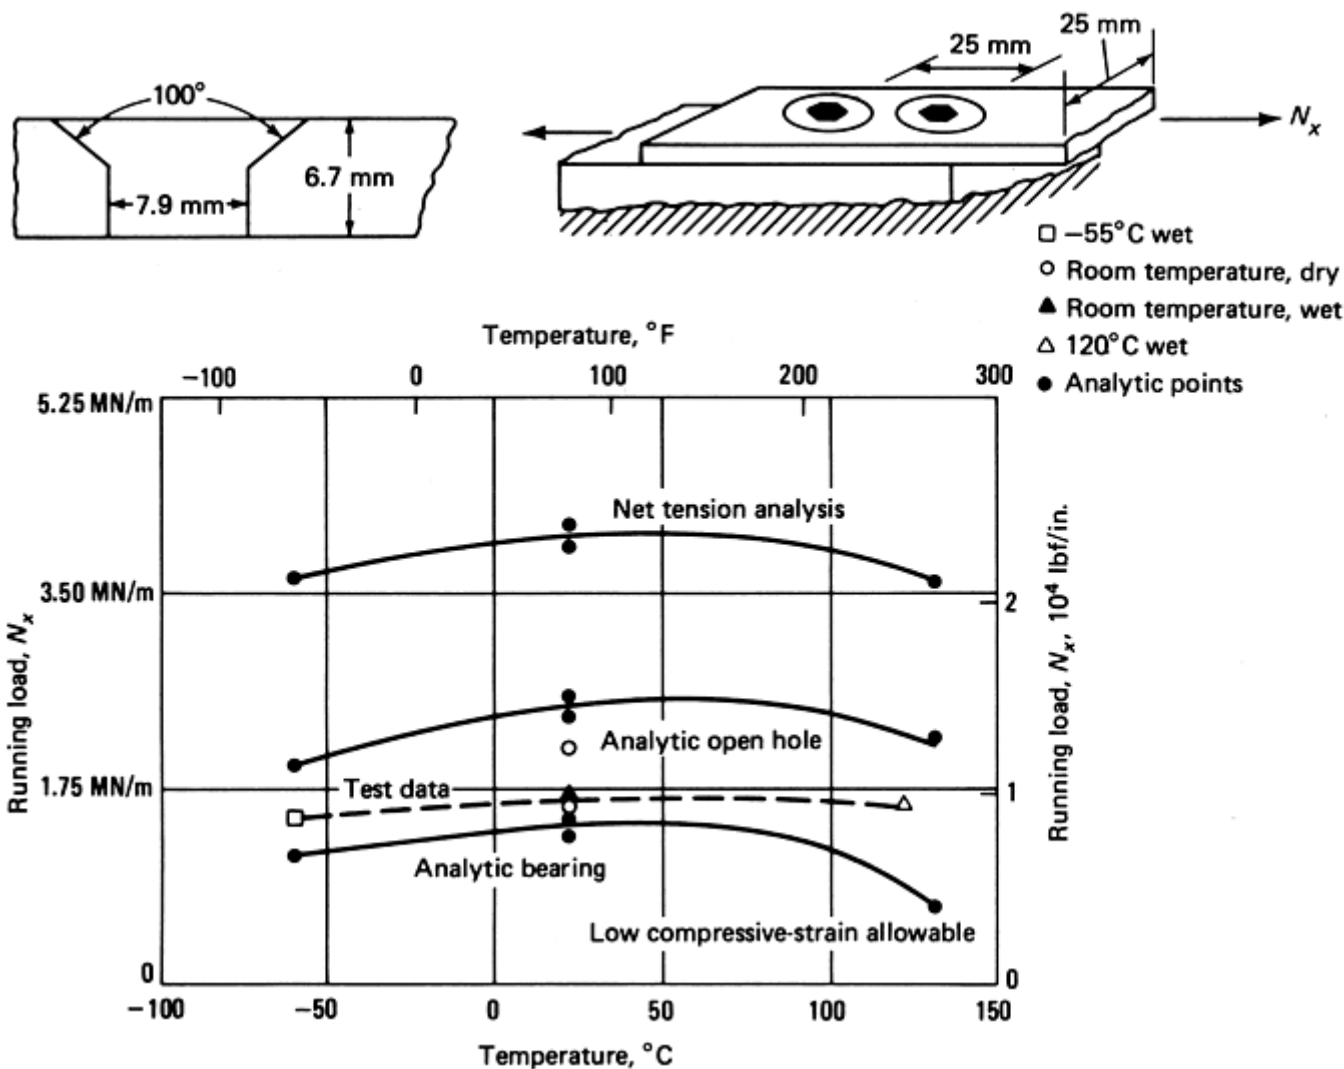 100°
6.7 mm
7.9 mm
25 mm
25 mm
Nx
−55°C wet
Room temperature, dry
Room temperature, wet
120°C wet
Analytic points
Temperature, °F
−100 0 100 200 300
5.25 MN/m
3.50 MN/m
1.75 MN/m
0
Running load, Nx
Net tension analysis
Analytic open hole
Test data
Analytic bearing
Low compressive-strain allowable
2
1
0
Running load, Nx, 10⁴ lbf/in.
−100 −50 0 50 100 150
Temperature, °C